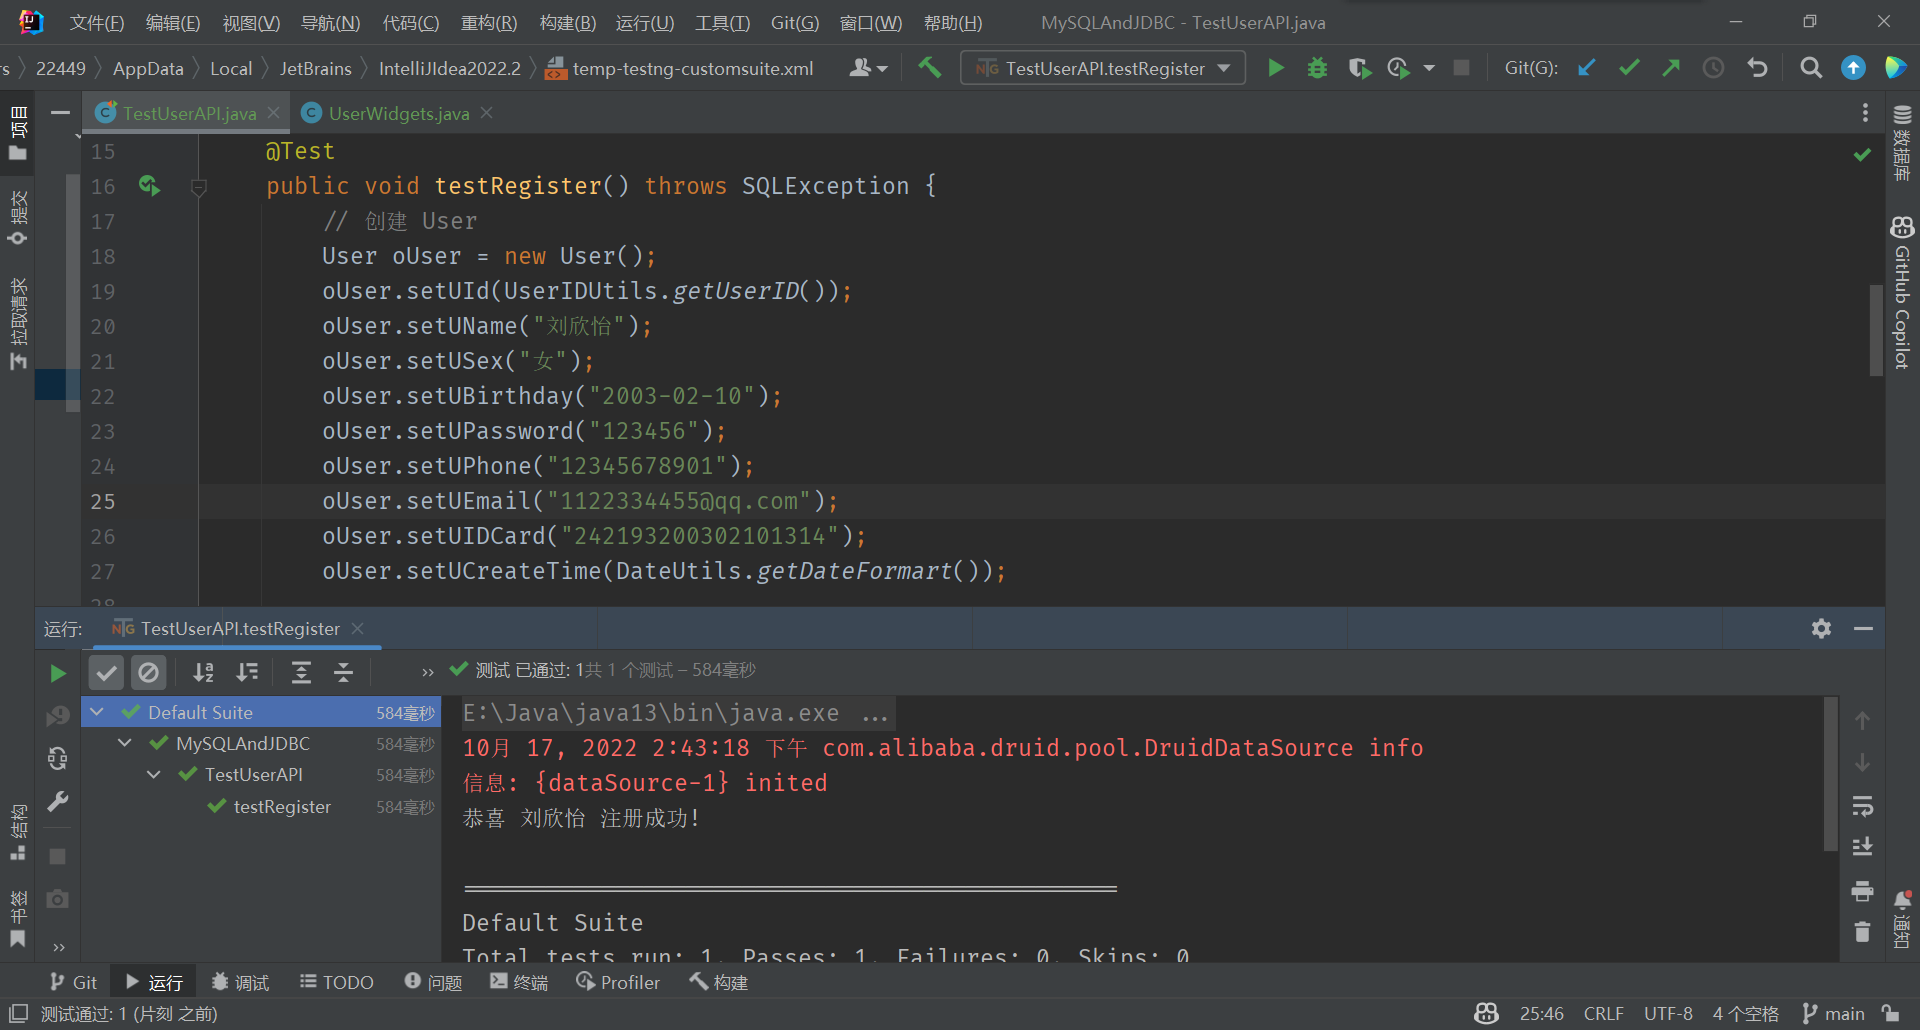 文件(F) 编辑(E) 视图(V) 导航(N) 代码(C) 重构(R) 构建(B) 运行(U) 工具(T) Git(G) 窗口(W) 帮助(H) MySQLAndJDBC - TestUserAPI.java
rs 22449 AppData Local JetBrains IntelliJIdea2022.2 temp-testng-customsuite.xml TestUserAPI.testRegister Git(G):
TestUserAPI.java UserWidgets.java
项目
提交
拉取请求
结构
书签
数据库
GitHub Copilot
通知
15 @Test
16 public void testRegister() throws SQLException {
17 // 创建 User
18 User oUser = new User();
19 oUser.setUId(UserIDUtils.getUserID());
20 oUser.setUName("刘欣怡");
21 oUser.setUSex("女");
22 oUser.setUBirthday("2003-02-10");
23 oUser.setUPassword("123456");
24 oUser.setUPhone("12345678901");
25 oUser.setUEmail("1122334455@qq.com");
26 oUser.setUIDCard("242193200302101314");
27 oUser.setUCreateTime(DateUtils.getDateFormart());
28
运行: TestUserAPI.testRegister
» 测试 已通过: 1共 1 个测试 – 584毫秒
Default Suite 584毫秒
MySQLAndJDBC 584毫秒
TestUserAPI 584毫秒
testRegister 584毫秒
E:\Java\java13\bin\java.exe ...
10月 17, 2022 2:43:18 下午 com.alibaba.druid.pool.DruidDataSource info
信息: {dataSource-1} inited
恭喜 刘欣怡 注册成功!
===============================================
Default Suite
Total tests run: 1, Passes: 1, Failures: 0, Skips: 0
Git 运行 调试 TODO 问题 终端 Profiler 构建
测试通过: 1 (片刻 之前) 25:46 CRLF UTF-8 4 个空格 main